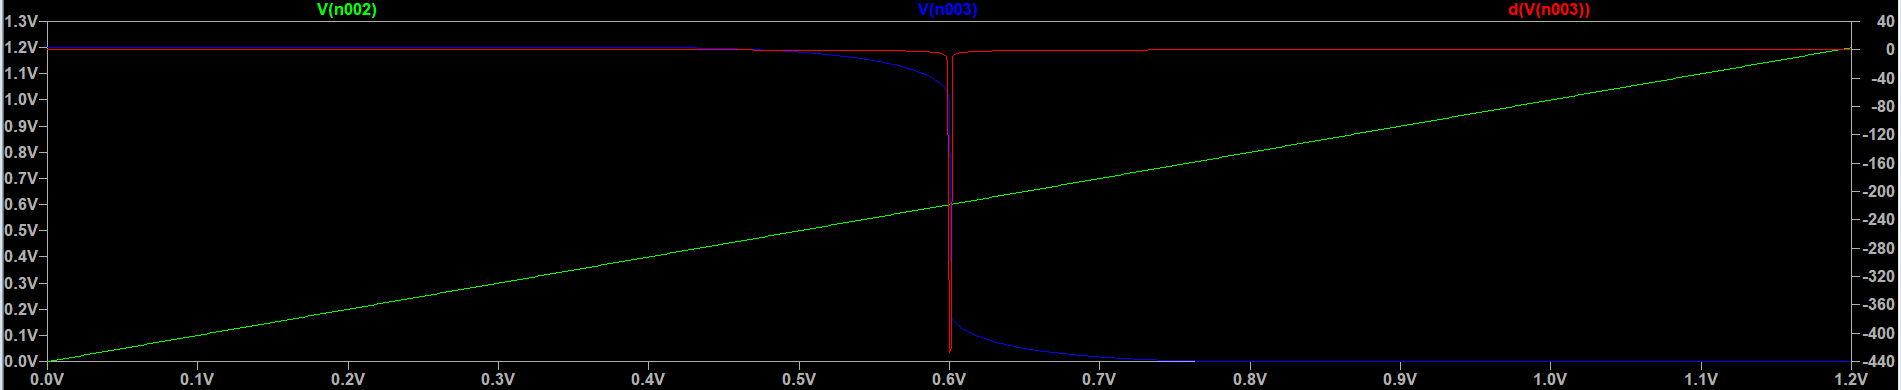 V(n002) V(n003) d(V(n003))
1.3V 40
1.2V 0
1.1V -40
1.0V -80
0.9V -120
0.8V -160
0.7V -200
0.6V -240
0.5V -280
0.4V -320
0.3V -360
0.2V -400
0.1V -440
0.0V
0.0V 0.1V 0.2V 0.3V 0.4V 0.5V 0.6V 0.7V 0.8V 0.9V 1.0V 1.1V 1.2V